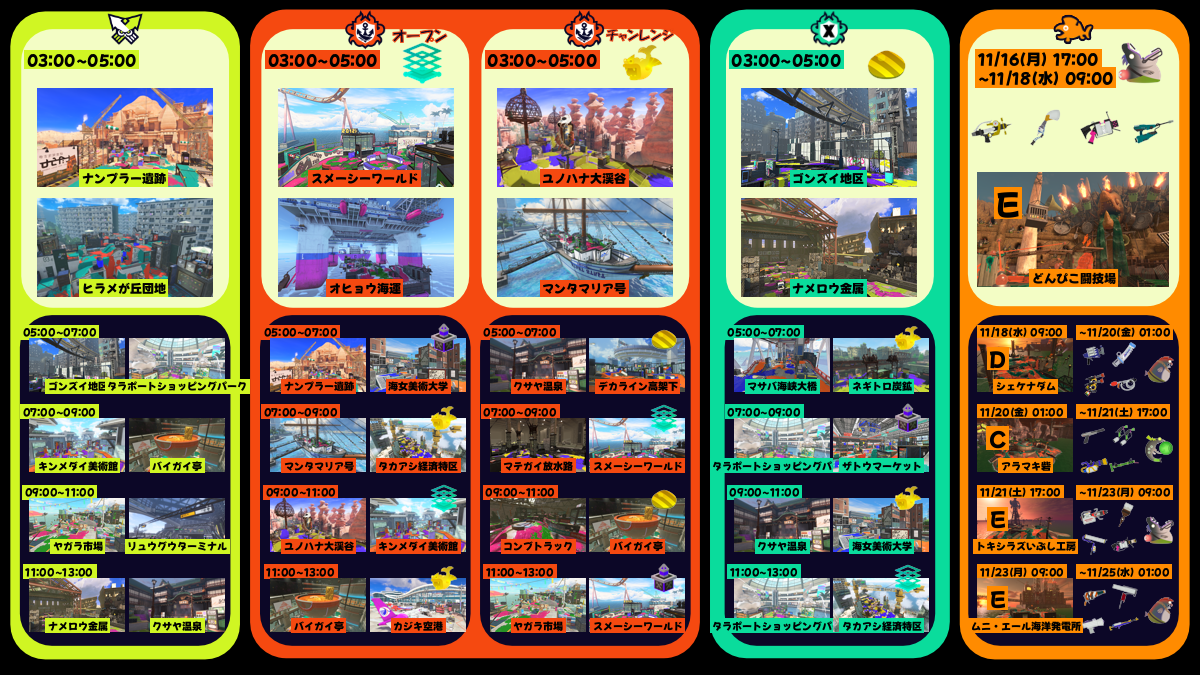 03:00~05:00
ナンプラー遺跡
ヒラメが丘団地
05:00~07:00
ゴンズイ地区
タラポートショッピングパーク
07:00~09:00
キンメダイ美術館
バイガイ亭
09:00~11:00
ヤガラ市場
リュウグウターミナル
11:00~13:00
ナメロウ金属
クサヤ温泉
オープン
03:00~05:00
スメーシーワールド
オヒョウ海運
05:00~07:00
ナンプラー遺跡
海女美術大学
07:00~09:00
マンタマリア号
タカアシ経済特区
09:00~11:00
ユノハナ大渓谷
キンメダイ美術館
11:00~13:00
バイガイ亭
カジキ空港
チャレンジ
03:00~05:00
ユノハナ大渓谷
マンタマリア号
05:00~07:00
クサヤ温泉
デカライン高架下
07:00~09:00
マテガイ放水路
スメーシーワールド
09:00~11:00
コンブトラック
バイガイ亭
11:00~13:00
ヤガラ市場
スメーシーワールド
X
03:00~05:00
ゴンズイ地区
ナメロウ金属
05:00~07:00
マサバ海峡大橋
ネギトロ炭鉱
07:00~09:00
タラポートショッピングパ
ザトウマーケット
09:00~11:00
クサヤ温泉
海女美術大学
11:00~13:00
タラポートショッピングパ
タカアシ経済特区
11/16(月) 17:00
~11/18(水) 09:00
E
どんぴこ闘技場
11/18(水) 09:00
~11/20(金) 01:00
D
シェケナダム
11/20(金) 01:00
~11/21(土) 17:00
C
アラマキ砦
11/21(土) 17:00
~11/23(月) 09:00
E
トキシラズいぶし工房
11/23(月) 09:00
~11/25(水) 01:00
E
ムニ・エール海洋発電所